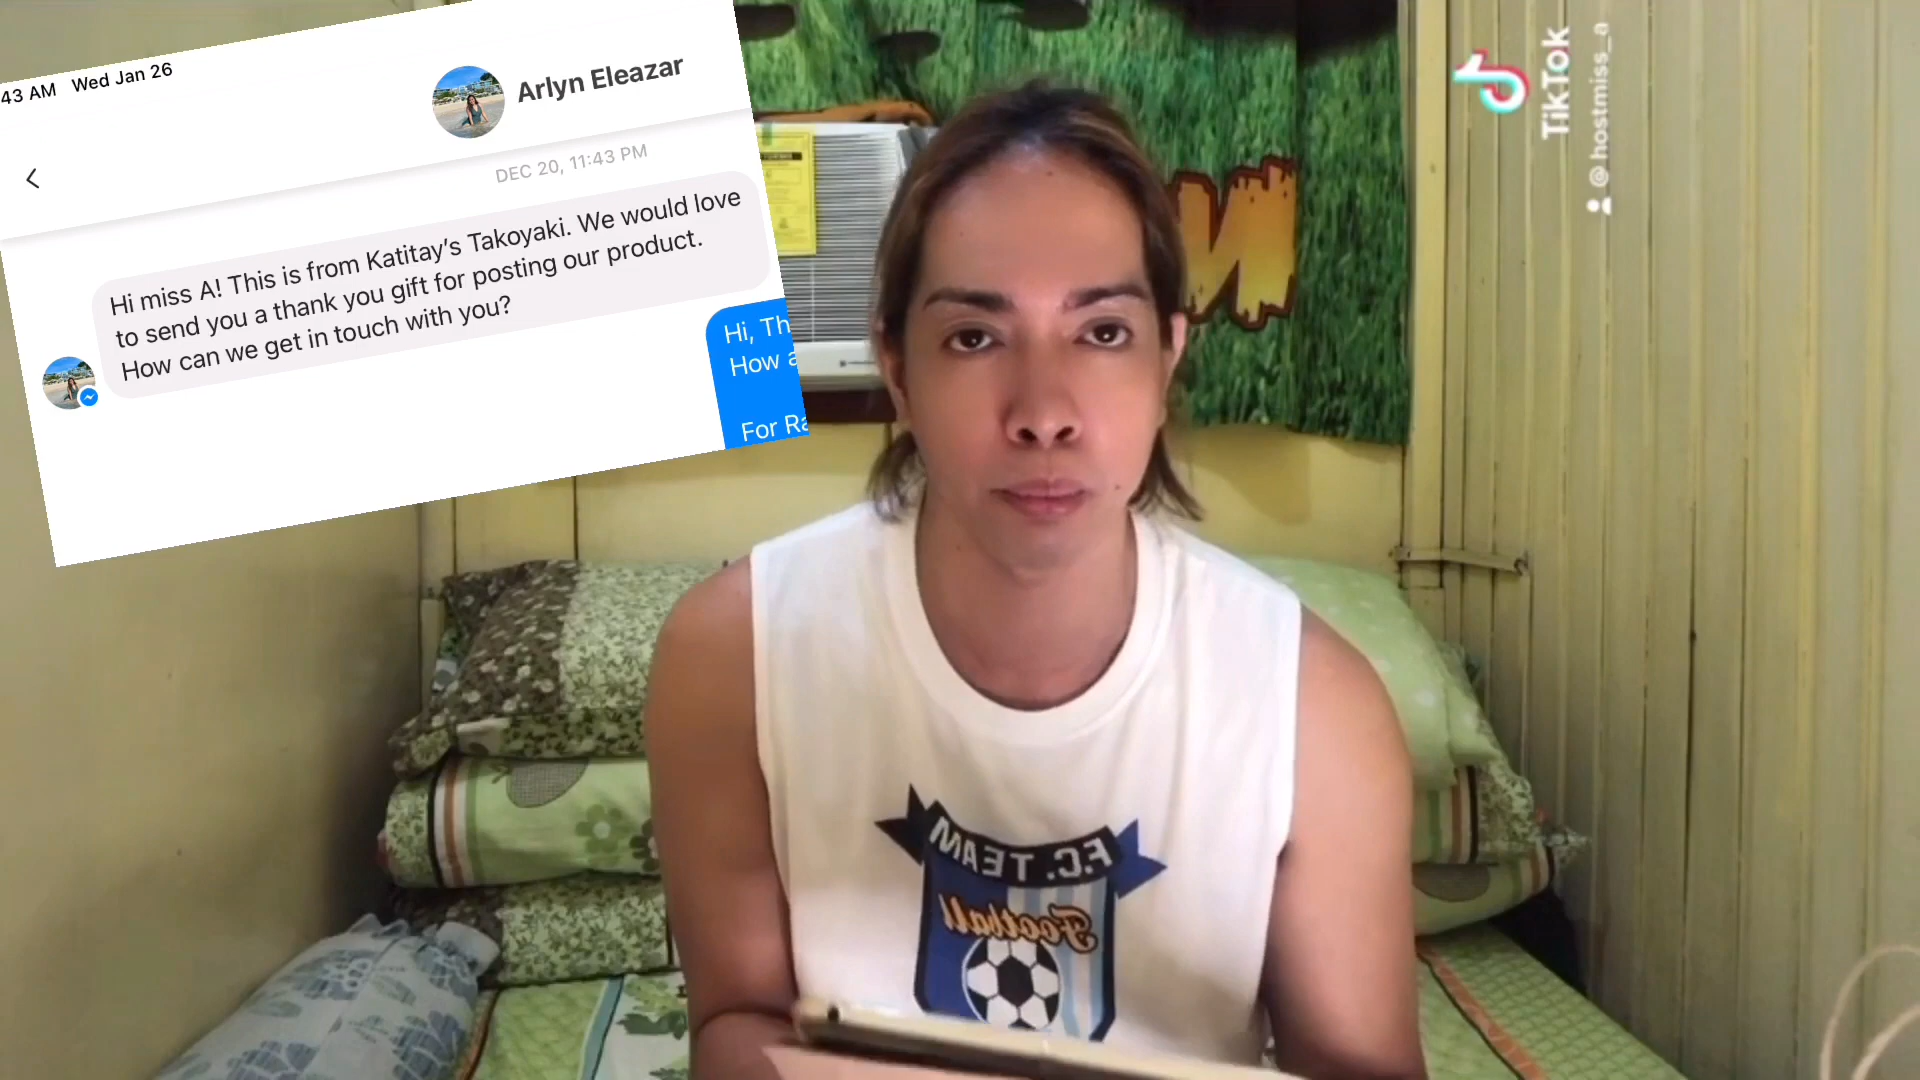 43 AM Wed Jan 26
Arlyn Eleazar
DEC 20, 11:43 PM
Hi miss A! This is from Katitay's Takoyaki. We would love
to send you a thank you gift for posting our product.
How can we get in touch with you?
Hi, Th
How a
For Ra
TikTok
@hostmiss_a
F.C. TEAM
Football